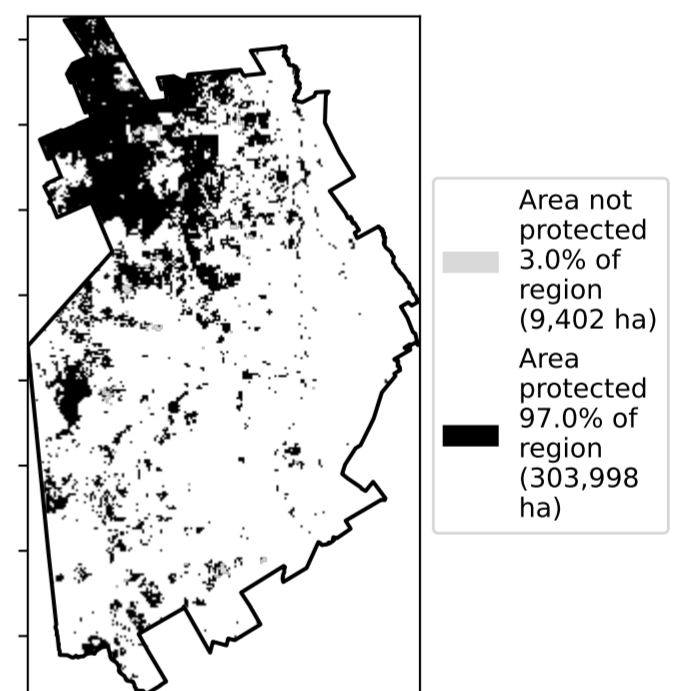 Area not
protected
3.0% of
region
(9,402 ha)
Area
protected
97.0% of
region
(303,998
ha)